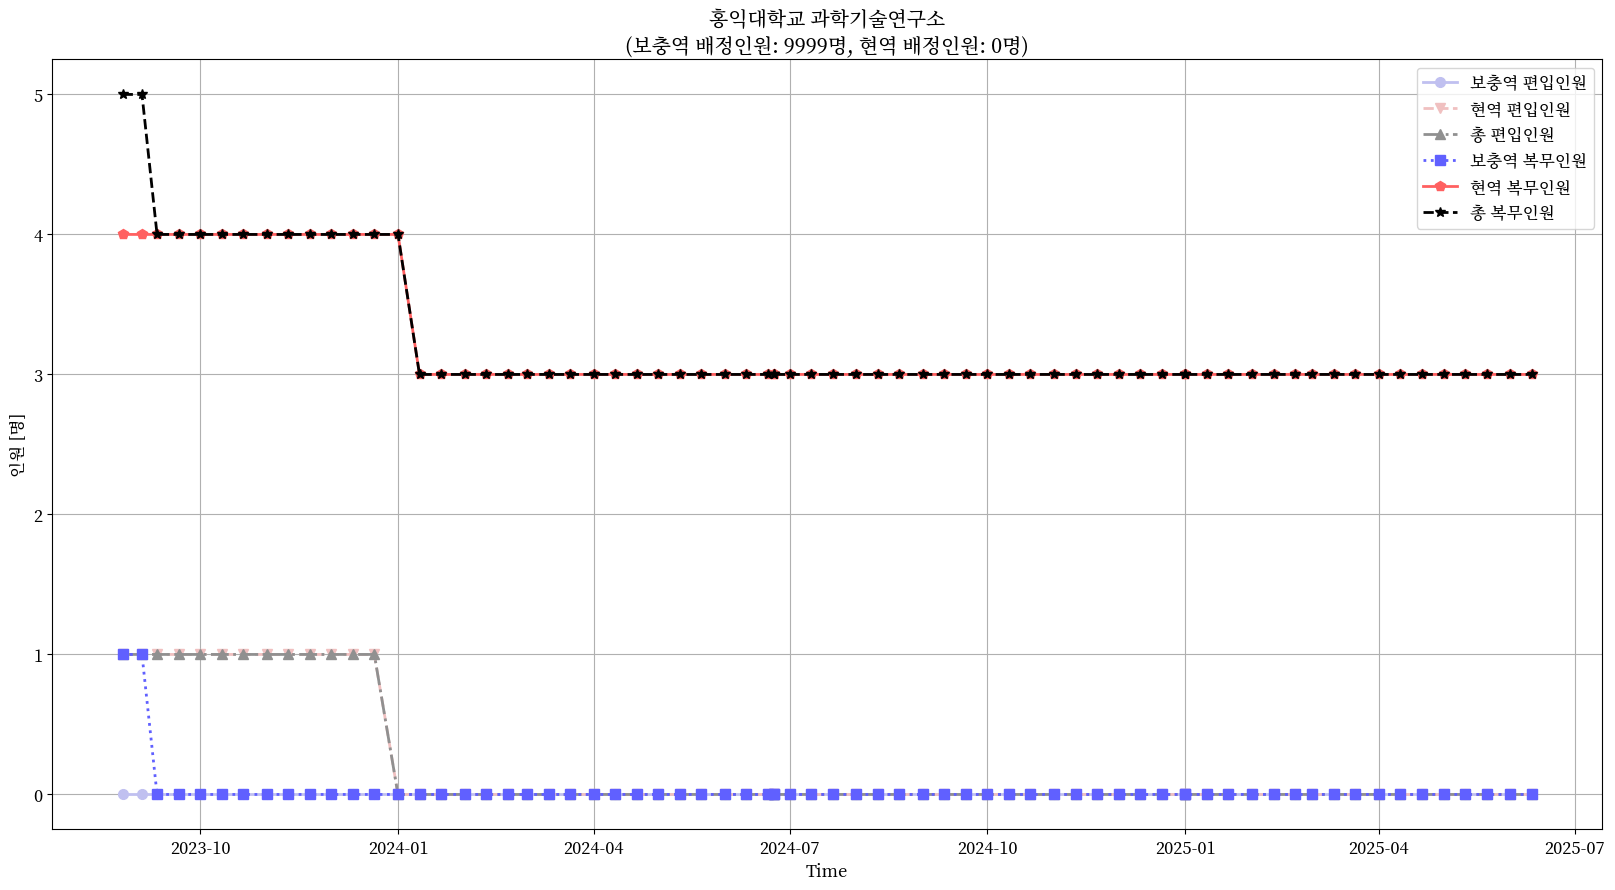 홍익대학교 과학기술연구소
(보충역 배정인원: 9999명, 현역 배정인원: 0명)
보충역 편입인원
현역 편입인원
총 편입인원
보충역 복무인원
현역 복무인원
총 복무인원
인원 [명]
5
4
3
2
1
0
2023-10
2024-01
2024-04
2024-07
2024-10
2025-01
2025-04
2025-07
Time